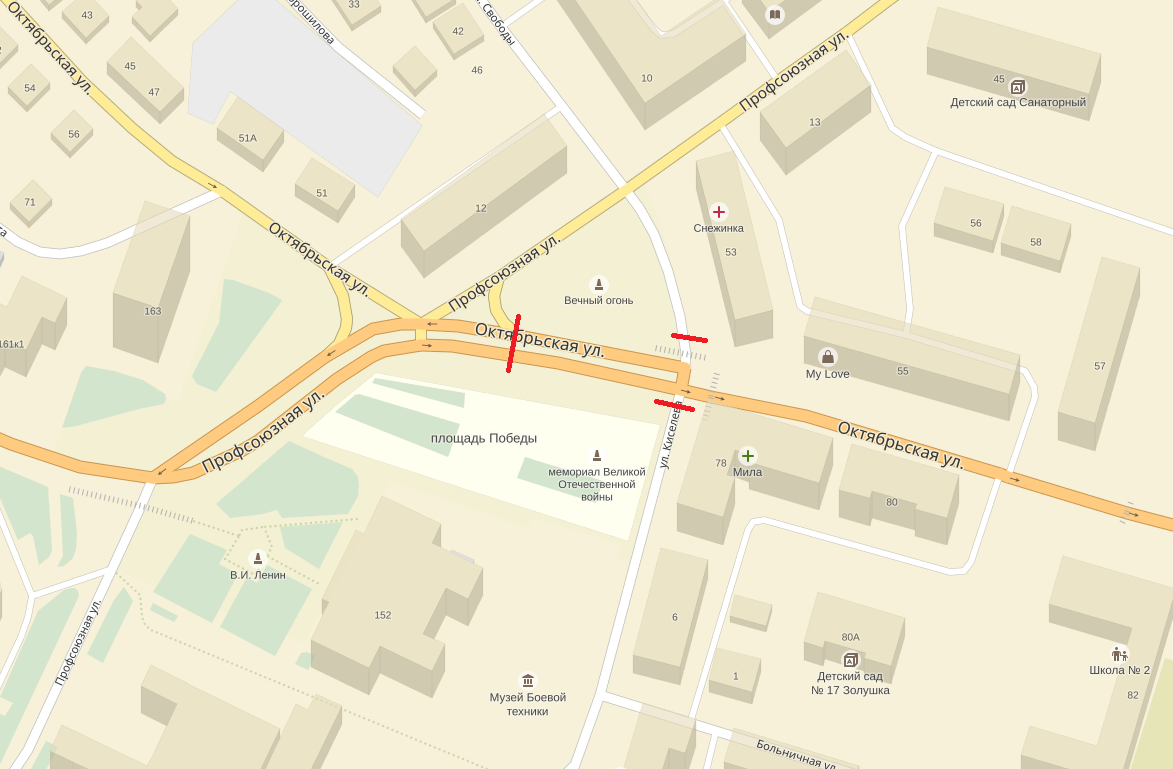 33
43
Октябрьская ул.
Ворошилова
л. Свободы
42
46
45
47
54
10
Профсоюзная ул.
45
Детский сад Санаторный
56
51А
13
51
71
12
Снежинка
53
56
58
Октябрьская ул.
Профсоюзная ул.
Вечный огонь
163
161к1
Октябрьская ул.
My Love
55
57
Профсоюзная ул.
площадь Победы
ул. Киселева
Октябрьская ул.
мемориал Великой
Отечественной
войны
78
Мила
80
В.И. Ленин
152
6
80А
Детский сад
№ 17 Золушка
1
Школа № 2
82
Профсоюзная ул.
Музей Боевой
техники
Больничная ул.